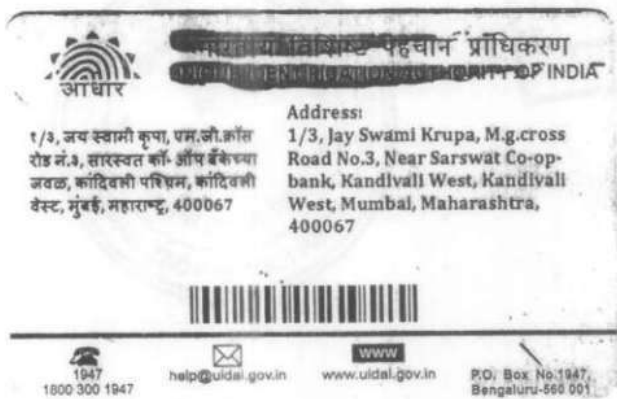 भारतीय विशिष्ट पहचान प्राधिकरण
IDENTIFICATION AUTHORITY OF INDIA
आधार
१/३, जय स्वामी कृपा, एम.जी.क्रॉस
रोड नं.३, सारस्वत कॉ- ऑप बँकेच्या
जवळ, कांदिवली पश्चिम, कांदिवली
वेस्ट, मुंबई, महाराष्ट्र, 400067
Address:
1/3, Jay Swami Krupa, M.g.cross
Road No.3, Near Sarswat Co-op-
bank, Kandivali West, Kandivali
West, Mumbai, Maharashtra,
400067
1947
1800 300 1947
help@uidai.gov.in
www
www.uidai.gov.in
P.O. Box No.1947,
Bengaluru-560 001